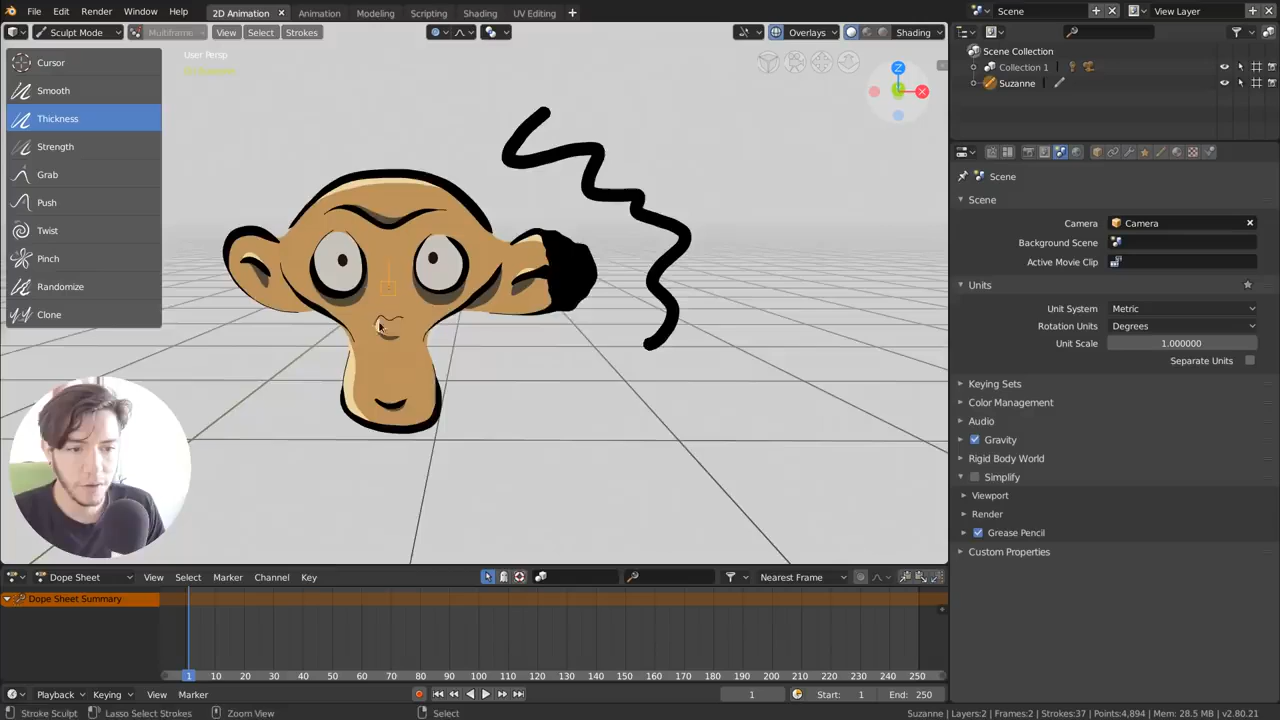 File Edit Render Window Help 2D Animation Animation Modeling Scripting Shading UV Editing Scene View Layer
Sculpt Mode Multiframe View Select Strokes Overlays Shading
User Persp
Cursor
Smooth
Thickness
Strength
Grab
Push
Twist
Pinch
Randomize
Clone
Z
X
Scene Collection
Collection 1
Suzanne
Scene
Scene
Camera Camera
Background Scene
Active Movie Clip
Units
Unit System Metric
Rotation Units Degrees
Unit Scale 1.000000
Separate Units
Keying Sets
Color Management
Audio
Gravity
Rigid Body World
Simplify
Viewport
Render
Grease Pencil
Custom Properties
Dope Sheet View Select Marker Channel Key Nearest Frame
Dope Sheet Summary
1 10 20 30 40 50 60 70 80 90 100 110 120 130 140 150 160 170 180 190 200 210 220 230 240 250
Playback Keying View Marker 1 Start: 1 End: 250
Stroke Sculpt Lasso Select Strokes Zoom View Select Suzanne | Layers:2 | Frames:2 | Strokes:37 | Points:4,894 | Mem: 28.5 MB | v2.80.21